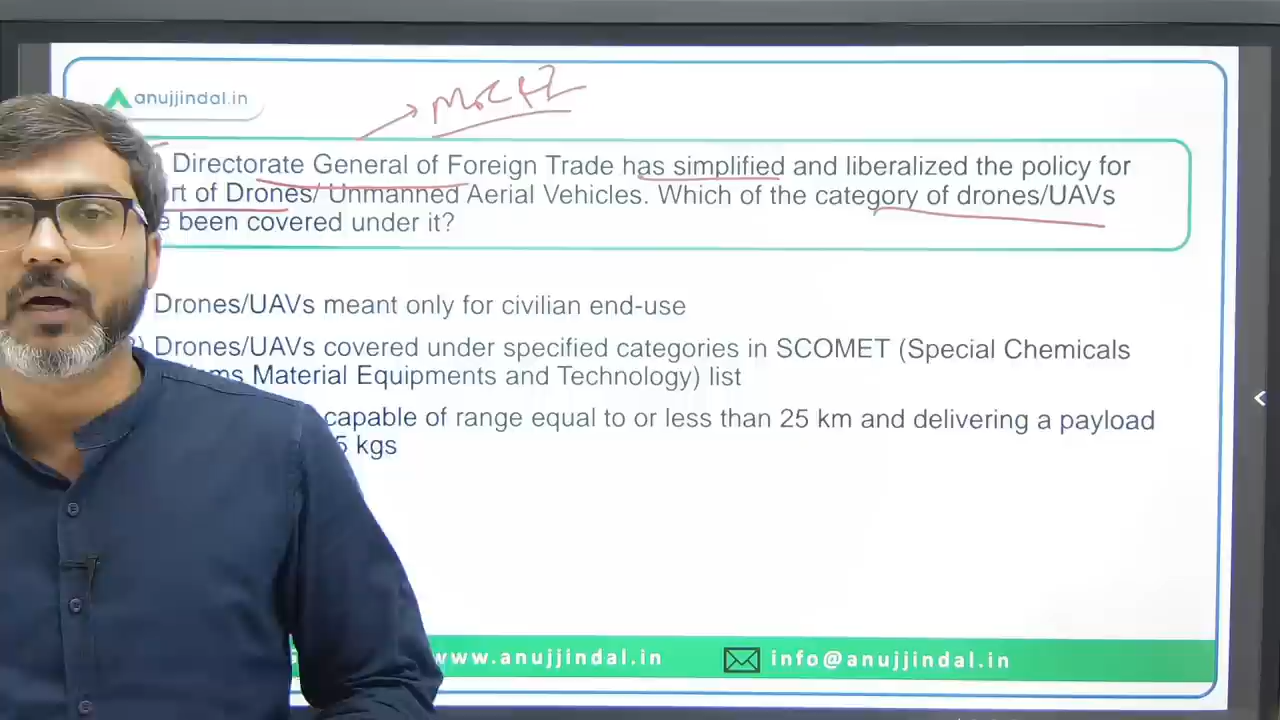 anujjindal.in
MoC&I
Directorate General of Foreign Trade has simplified and liberalized the policy for
rt of Drones/ Unmanned Aerial Vehicles. Which of the category of drones/UAVs
e been covered under it?
Drones/UAVs meant only for civilian end-use
Drones/UAVs covered under specified categories in SCOMET (Special Chemicals
ms Material Equipments and Technology) list
capable of range equal to or less than 25 km and delivering a payload
5 kgs
www.anujjindal.in
info@anujjindal.in